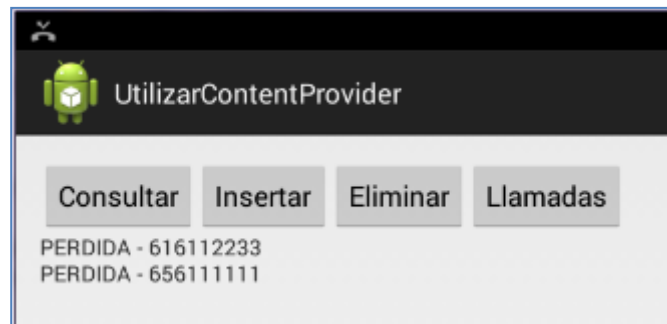 UtilizarContentProvider
Consultar Insertar Eliminar Llamadas
PERDIDA - 616112233
PERDIDA - 656111111